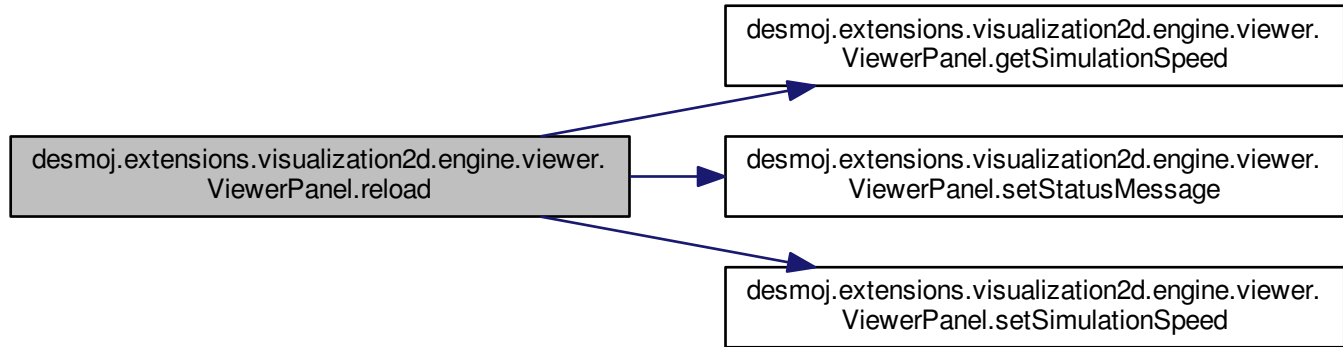 desmoj.extensions.visualization2d.engine.viewer.
ViewerPanel.reload
desmoj.extensions.visualization2d.engine.viewer.
ViewerPanel.getSimulationSpeed
desmoj.extensions.visualization2d.engine.viewer.
ViewerPanel.setStatusMessage
desmoj.extensions.visualization2d.engine.viewer.
ViewerPanel.setSimulationSpeed